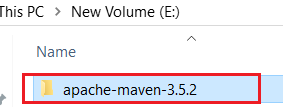 This PC > New Volume (E:)
Name
apache-maven-3.5.2